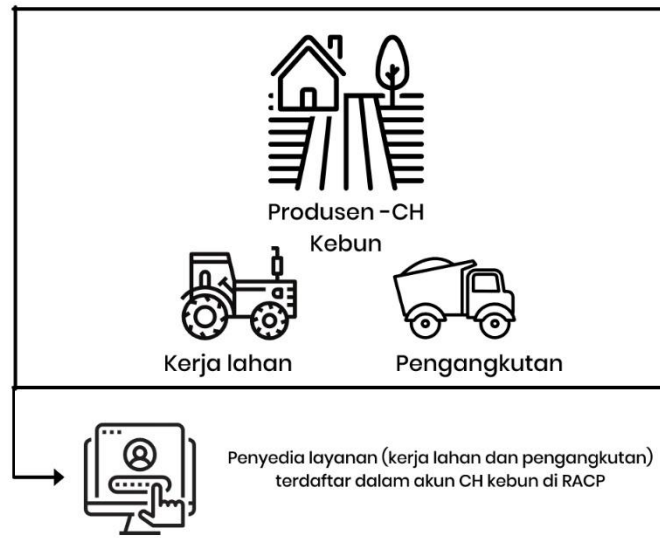 Produsen -CH
Kebun
Kerja lahan
Pengangkutan
Penyedia layanan (kerja lahan dan pengangkutan)
terdaftar dalam akun CH kebun di RACP